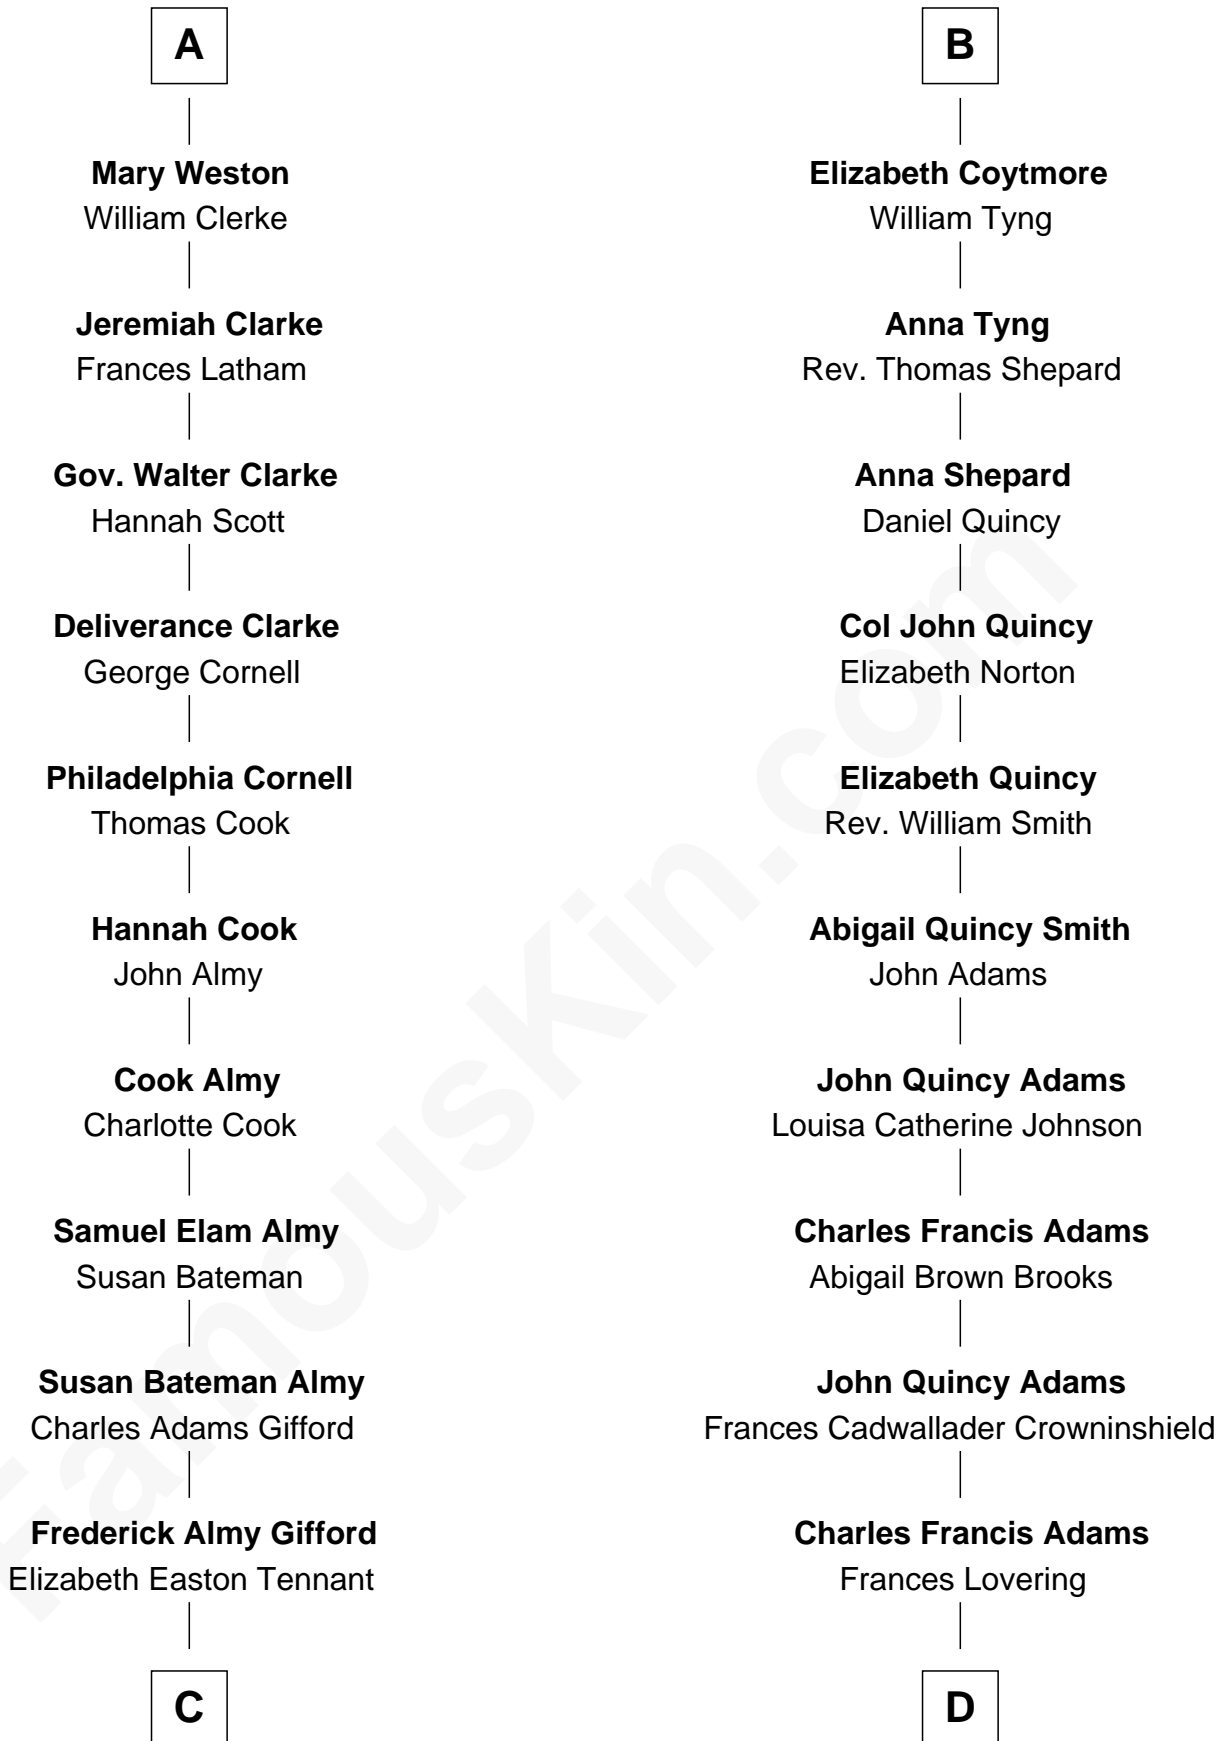 A
Mary Weston
William Clerke
Jeremiah Clarke
Frances Latham
Gov. Walter Clarke
Hannah Scott
Deliverance Clarke
George Cornell
Philadelphia Cornell
Thomas Cook
Hannah Cook
John Almy
Cook Almy
Charlotte Cook
Samuel Elam Almy
Susan Bateman
Susan Bateman Almy
Charles Adams Gifford
Frederick Almy Gifford
Elizabeth Easton Tennant
C
B
Elizabeth Coytmore
William Tyng
Anna Tyng
Rev. Thomas Shepard
Anna Shepard
Daniel Quincy
Col John Quincy
Elizabeth Norton
Elizabeth Quincy
Rev. William Smith
Abigail Quincy Smith
John Adams
John Quincy Adams
Louisa Catherine Johnson
Charles Francis Adams
Abigail Brown Brooks
John Quincy Adams
Frances Cadwallader Crowninshield
Charles Francis Adams
Frances Lovering
D
FamousKin.com